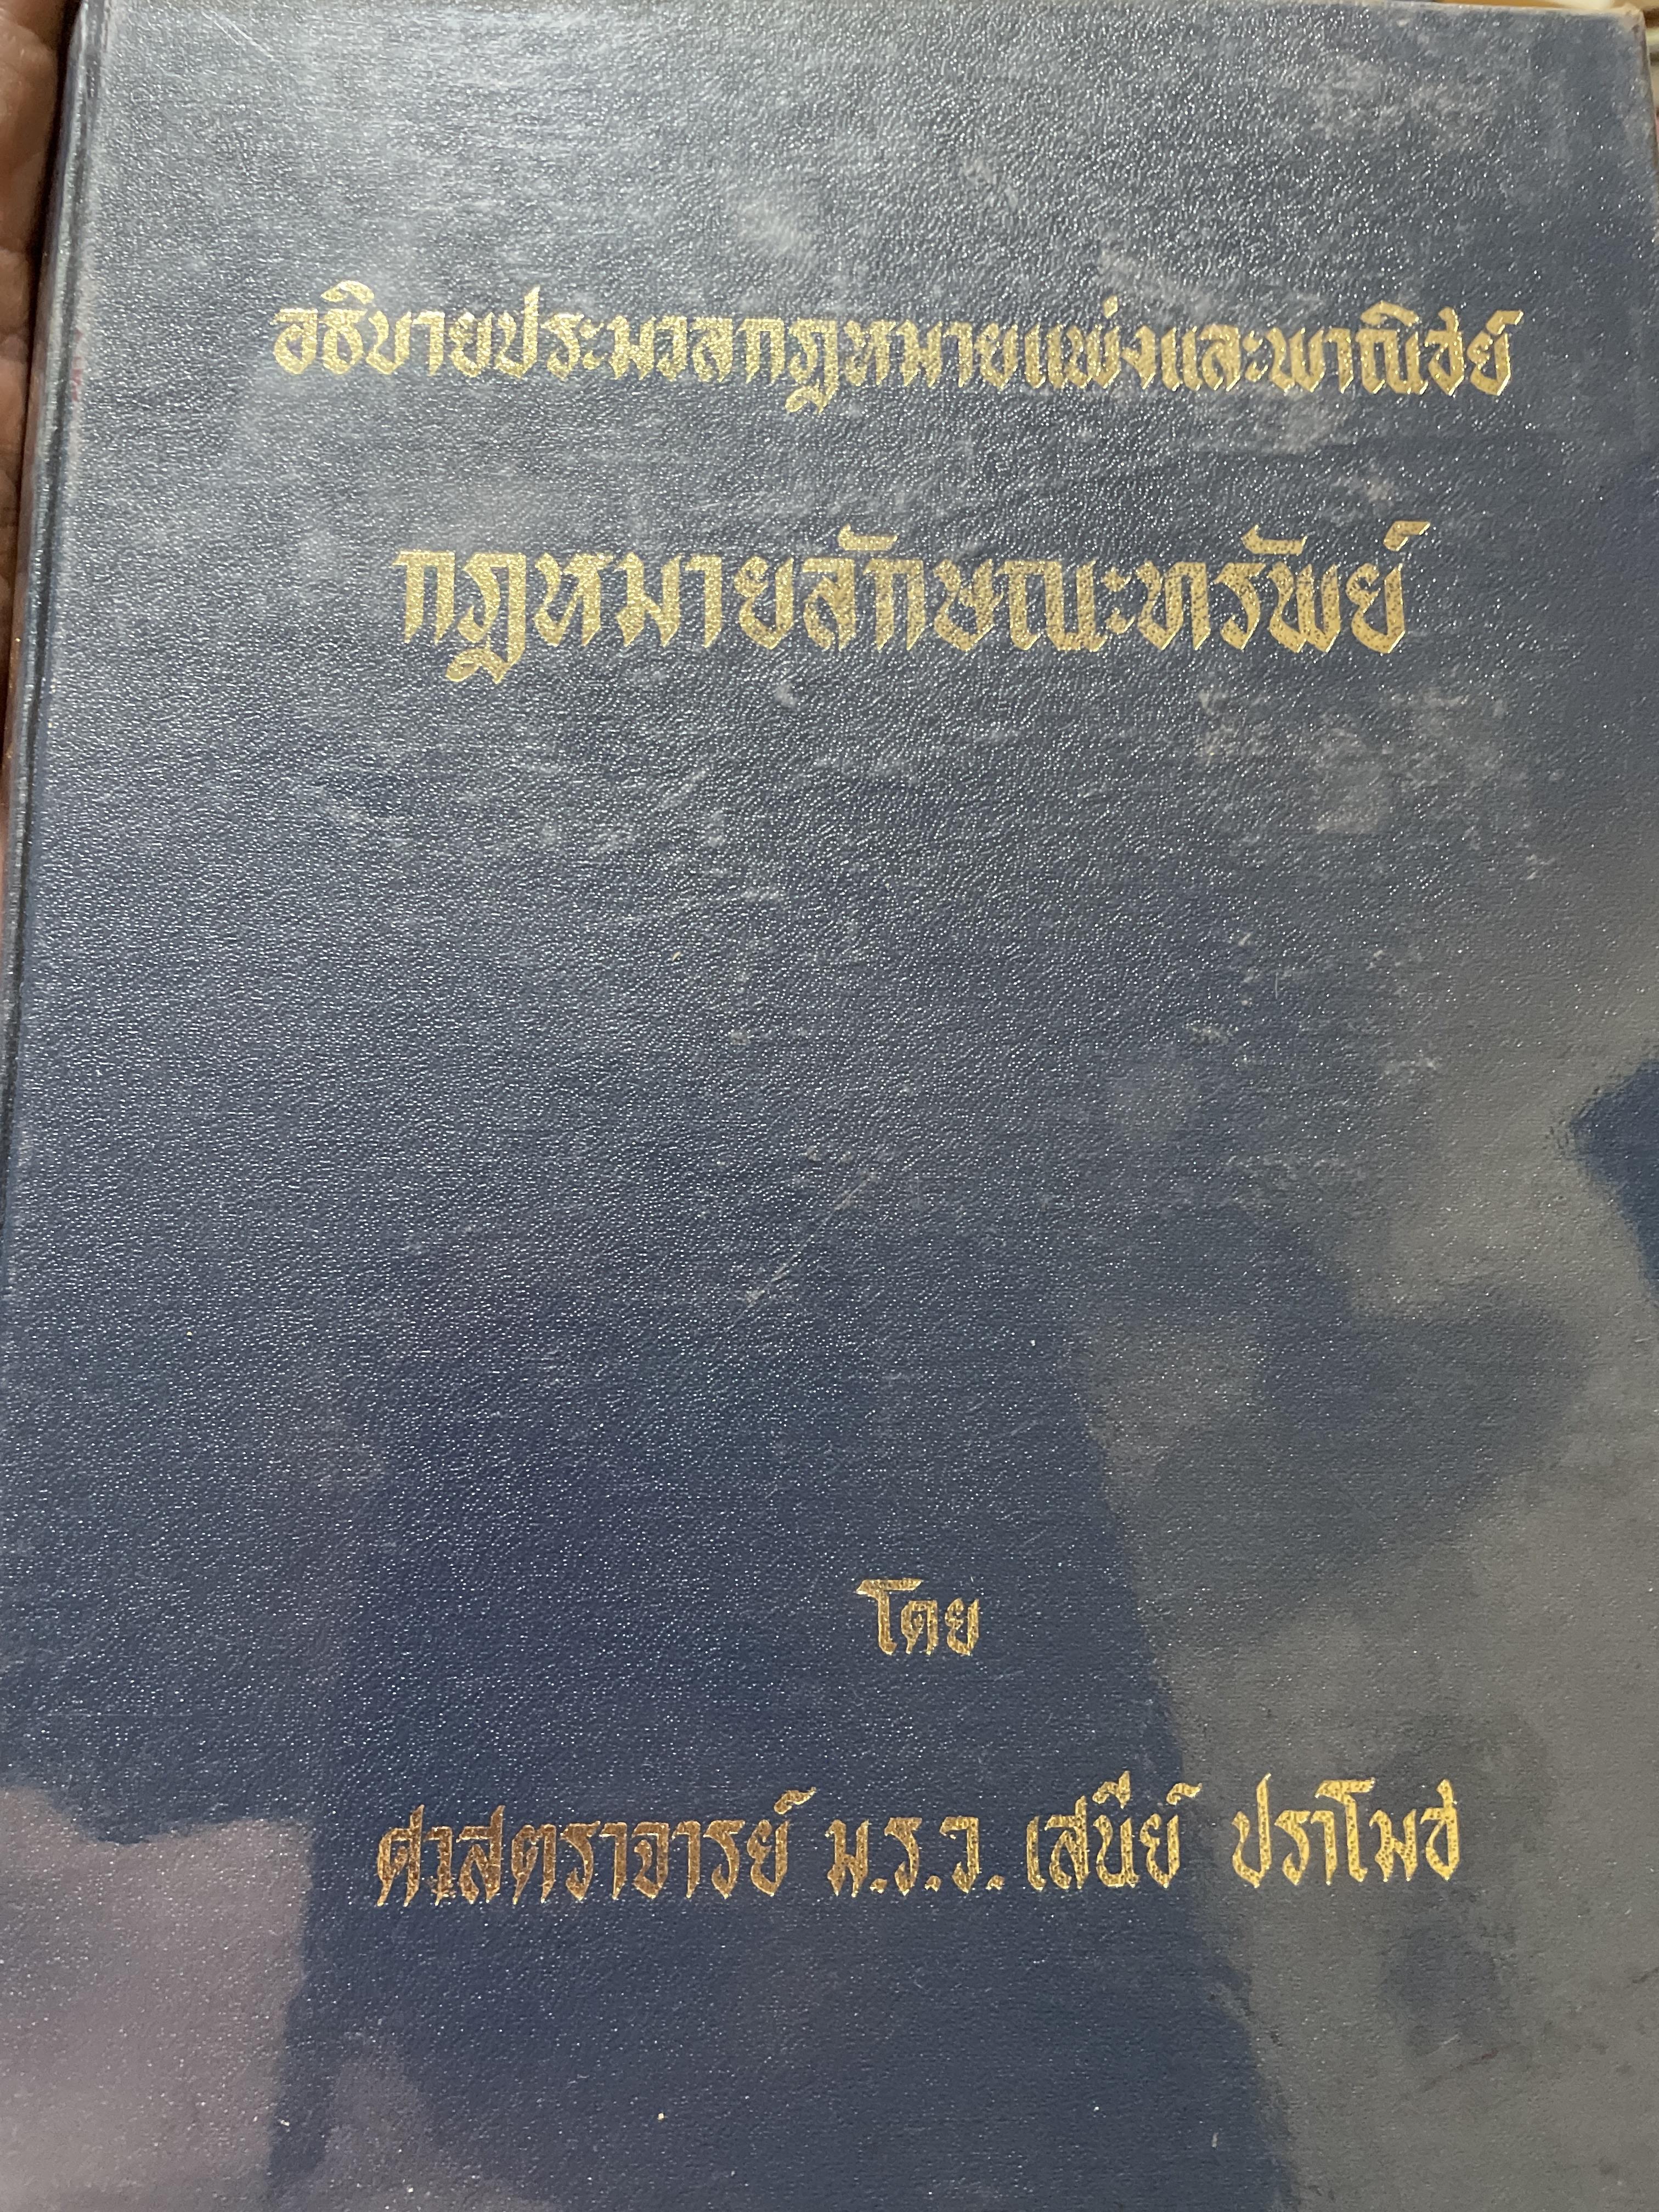 อธิบายประมวลกฎหมายแพ่งและพาณิชย์
กฎหมายลักษณะทรัพย์
โดย
ศาสตราจารย์ ม.ร.ว. เสนีย์ ปราโมช